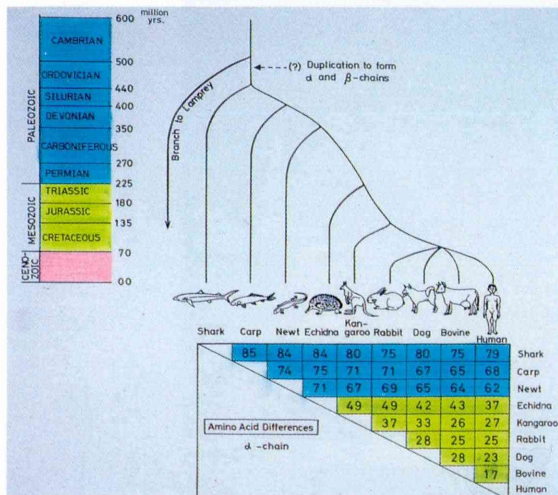 million
yrs.
600
CAMBRIAN
500
ORDOVICIAN
440
SILURIAN
400
DEVONIAN
350
CARBONIFEROUS
270
PERMIAN
225
TRIASSIC
180
JURASSIC
135
CRETACEOUS
70
00
PALEOZOIC
MESOZOIC
CENO-
ZOIC
(?) Duplication to form
α and β-chains
Branch to Lamprey
Shark Carp Newt Echidna Kan-
garoo Rabbit Dog Bovine Human
85 84 84 80 75 80 75 79 Shark
74 75 71 71 67 65 68 Carp
71 67 69 65 64 62 Newt
49 49 42 43 37 Echidna
37 33 26 27 Kangaroo
28 25 25 Rabbit
28 23 Dog
17 Bovine
Human
Amino Acid Differences
α -chain